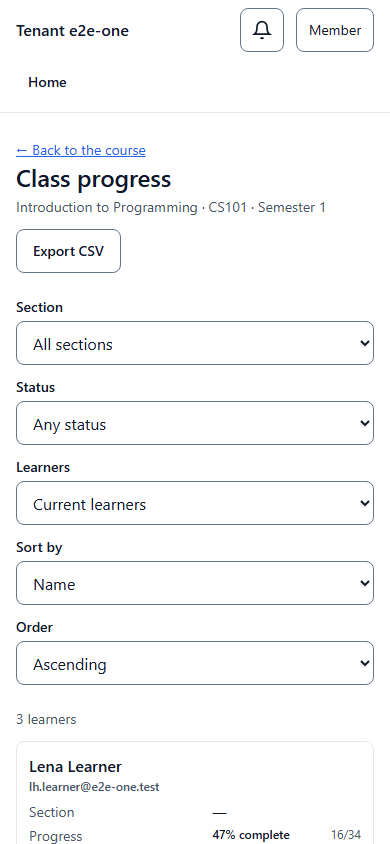 Tenant e2e-one
Member
Home
← Back to the course
Class progress
Introduction to Programming · CS101 · Semester 1
Export CSV
Section
All sections
Status
Any status
Learners
Current learners
Sort by
Name
Order
Ascending
3 learners
Lena Learner
lh.learner@e2e-one.test
Section —
Progress 47% complete 16/34